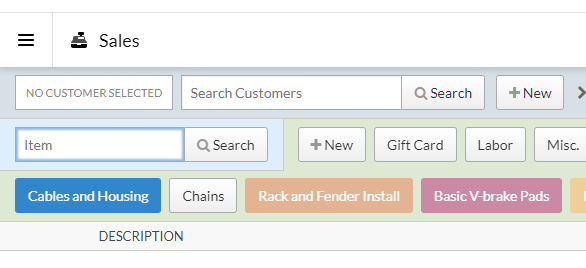 Sales
NO CUSTOMER SELECTED Search Customers Search + New
Item Search + New Gift Card Labor Misc.
Cables and Housing Chains Rack and Fender Install Basic V-brake Pads
DESCRIPTION